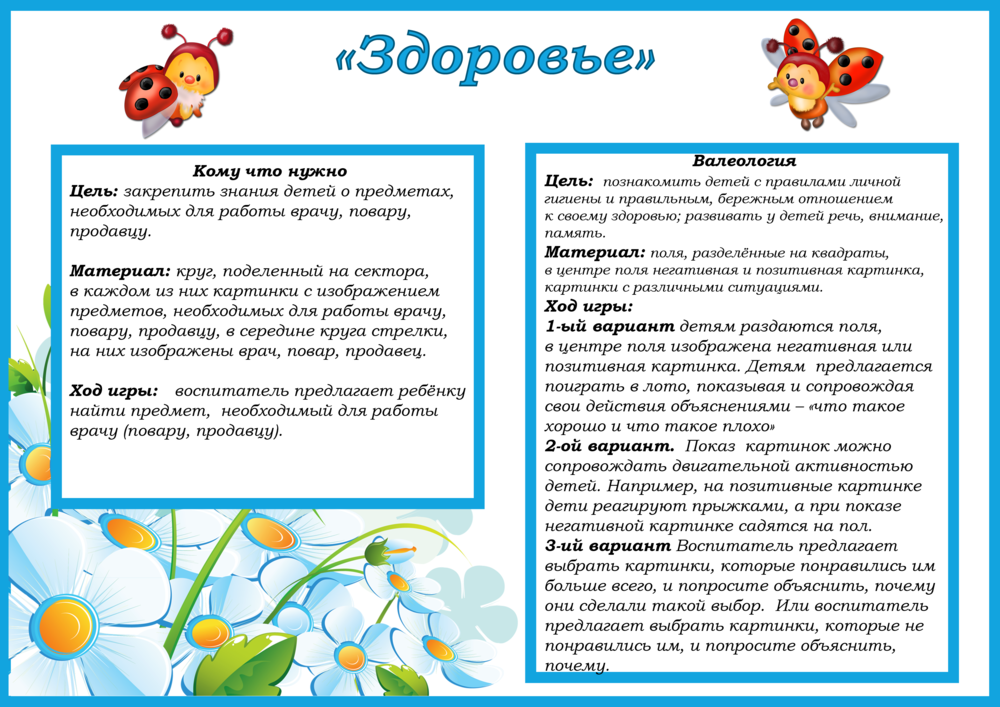 «Здоровье»
Кому что нужно
Цель: закрепить знания детей о предметах,
необходимых для работы врачу, повару,
продавцу.
Материал: круг, поделенный на сектора,
в каждом из них картинки с изображением
предметов, необходимых для работы врачу,
повару, продавцу, в середине круга стрелки,
на них изображены врач, повар, продавец.
Ход игры: воспитатель предлагает ребёнку
найти предмет, необходимый для работы
врачу (повару, продавцу).
Валеология
Цель: познакомить детей с правилами личной
гигиены и правильным, бережным отношением
к своему здоровью; развивать у детей речь, внимание,
память.
Материал: поля, разделённые на квадраты,
в центре поля негативная и позитивная картинка,
картинки с различными ситуациями.
Ход игры:
1-ый вариант детям раздаются поля,
в центре поля изображена негативная или
позитивная картинка. Детям предлагается
поиграть в лото, показывая и сопровождая
свои действия объяснениями – «что такое
хорошо и что такое плохо»
2-ой вариант. Показ картинок можно
сопровождать двигательной активностью
детей. Например, на позитивные картинке
дети реагируют прыжками, а при показе
негативной картинке садятся на пол.
3-ий вариант Воспитатель предлагает
выбрать картинки, которые понравились им
больше всего, и попросите объяснить, почему
они сделали такой выбор. Или воспитатель
предлагает выбрать картинки, которые не
понравились им, и попросите объяснить,
почему.